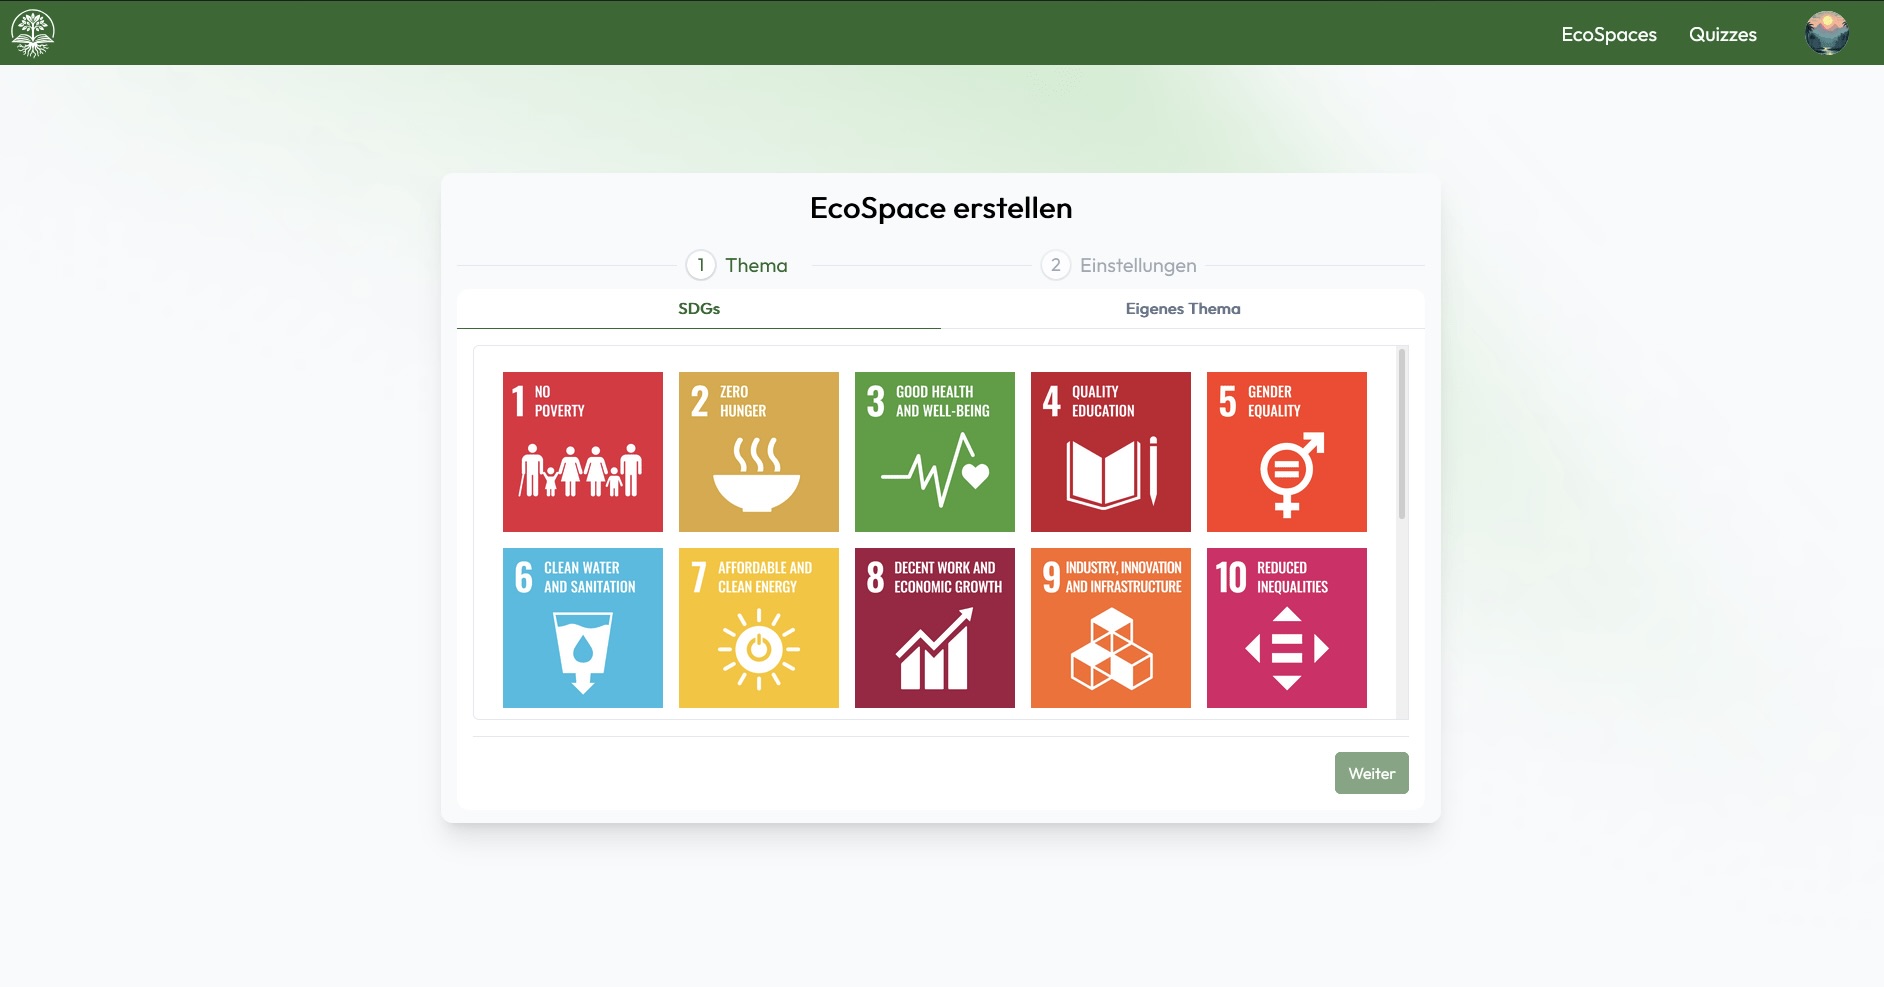 EcoSpaces
Quizzes
EcoSpace erstellen
1 Thema
2 Einstellungen
SDGs
Eigenes Thema
1 NO
POVERTY
2 ZERO
HUNGER
3 GOOD HEALTH
AND WELL-BEING
4 QUALITY
EDUCATION
5 GENDER
EQUALITY
6 CLEAN WATER
AND SANITATION
7 AFFORDABLE AND
CLEAN ENERGY
8 DECENT WORK AND
ECONOMIC GROWTH
9 INDUSTRY, INNOVATION
AND INFRASTRUCTURE
10 REDUCED
INEQUALITIES
Weiter